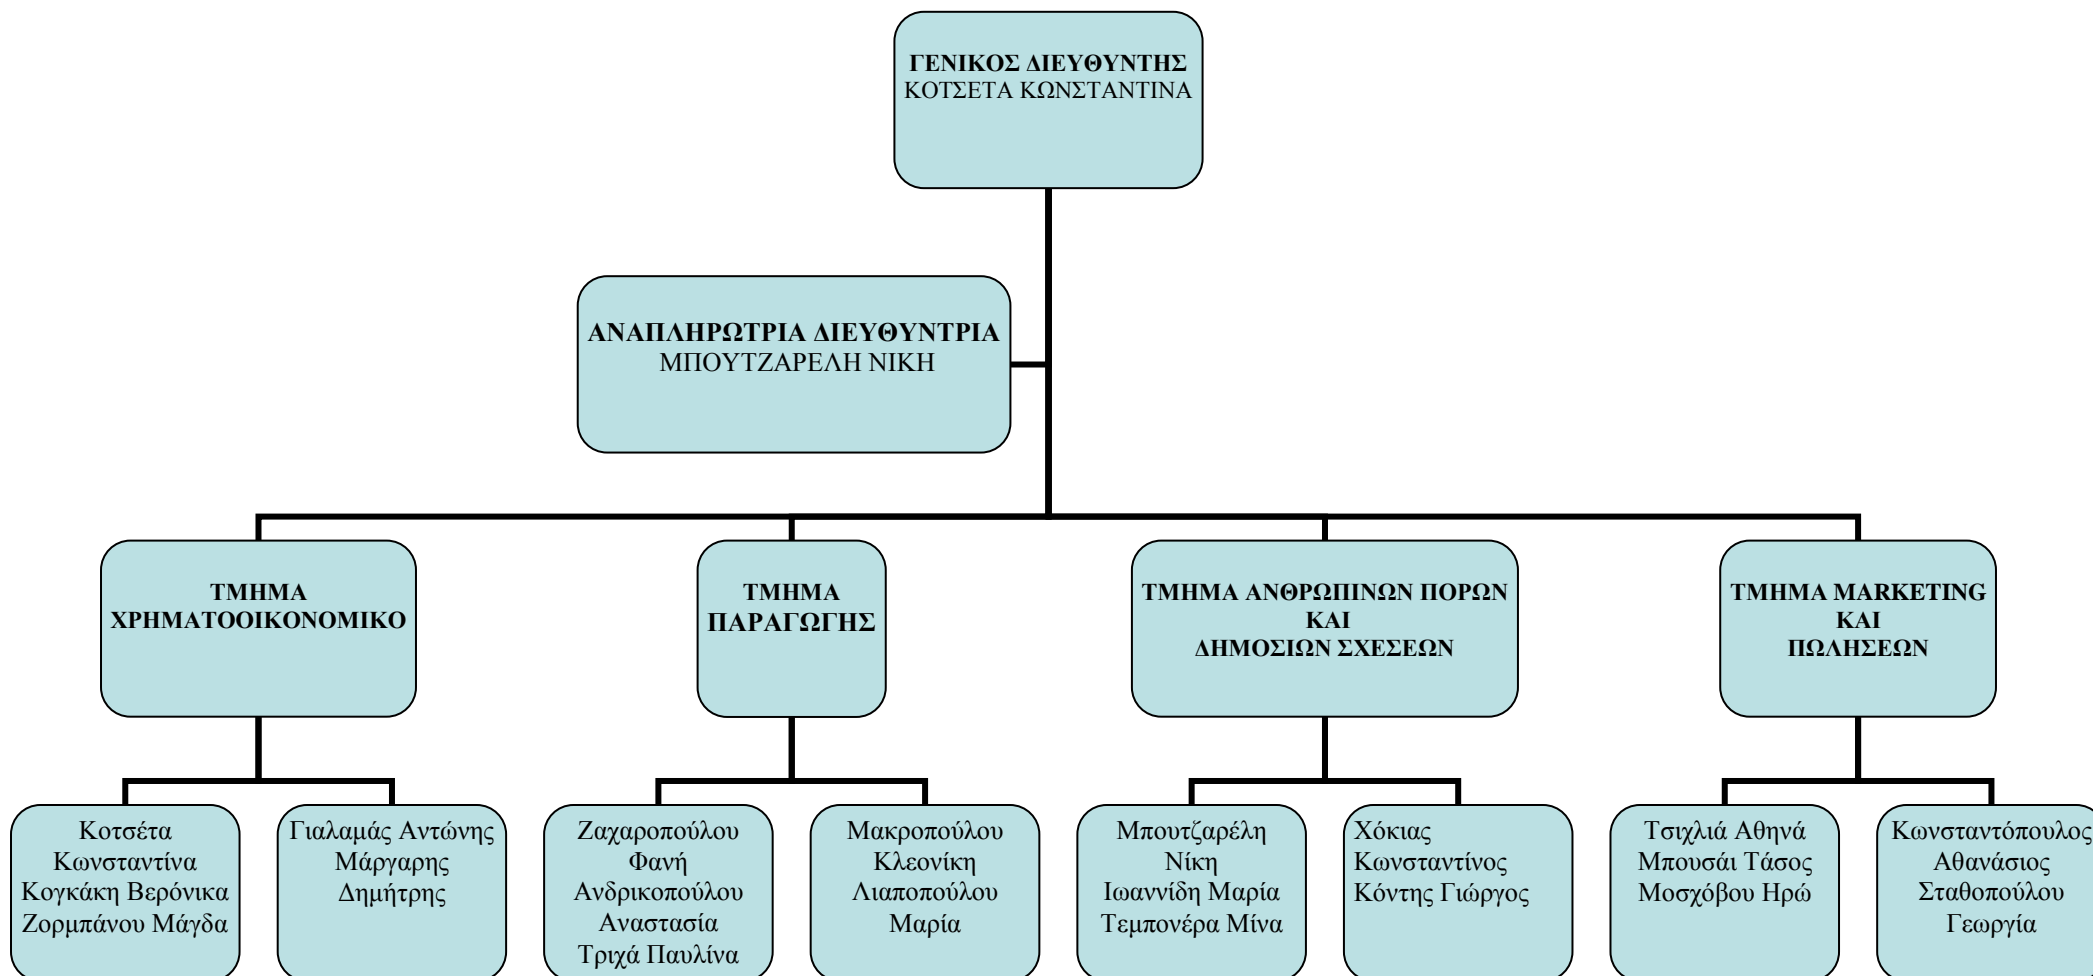 ΓΕΝΙΚΟΣ ΔΙΕΥΘΥΝΤΗΣ
ΚΟΤΣΕΤΑ ΚΩΝΣΤΑΝΤΙΝΑ
ΑΝΑΠΛΗΡΩΤΡΙΑ ΔΙΕΥΘΥΝΤΡΙΑ
ΜΠΟΥΤΖΑΡΕΛΗ ΝΙΚΗ
ΤΜΗΜΑ
ΧΡΗΜΑΤΟΟΙΚΟΝΟΜΙΚΟ
ΤΜΗΜΑ
ΠΑΡΑΓΩΓΗΣ
ΤΜΗΜΑ ΑΝΘΡΩΠΙΝΩΝ ΠΟΡΩΝ
ΚΑΙ
ΔΗΜΟΣΙΩΝ ΣΧΕΣΕΩΝ
ΤΜΗΜΑ MARKETING
ΚΑΙ
ΠΩΛΗΣΕΩΝ
Κοτσέτα
Κωνσταντίνα
Κογκάκη Βερόνικα
Ζορμπάνου Μάγδα
Γιαλαμάς Αντώνης
Μάργαρης
Δημήτρης
Ζαχαροπούλου
Φανή
Ανδρικοπούλου
Αναστασία
Τριχά Παυλίνα
Μακροπούλου
Κλεονίκη
Λιαποπούλου
Μαρία
Μπουτζαρέλη
Νίκη
Ιωαννίδη Μαρία
Τεμπονέρα Μίνα
Χόκιας
Κωνσταντίνος
Κόντης Γιώργος
Τσιχλιά Αθηνά
Μπουσάι Τάσος
Μοσχόβου Ηρώ
Κωνσταντόπουλος
Αθανάσιος
Σταθοπούλου
Γεωργία